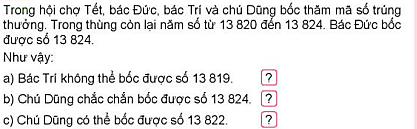 Trong hội chợ Tết, bác Đức, bác Trí và chú Dũng bốc thăm mã số trúng
thưởng. Trong thùng còn lại năm số từ 13 820 đến 13 824. Bác Đức bốc
được số 13 824.
Như vậy:
a) Bác Trí không thể bốc được số 13 819. ?
b) Chú Dũng chắc chắn bốc được số 13 824. ?
c) Chú Dũng có thể bốc được số 13 822. ?